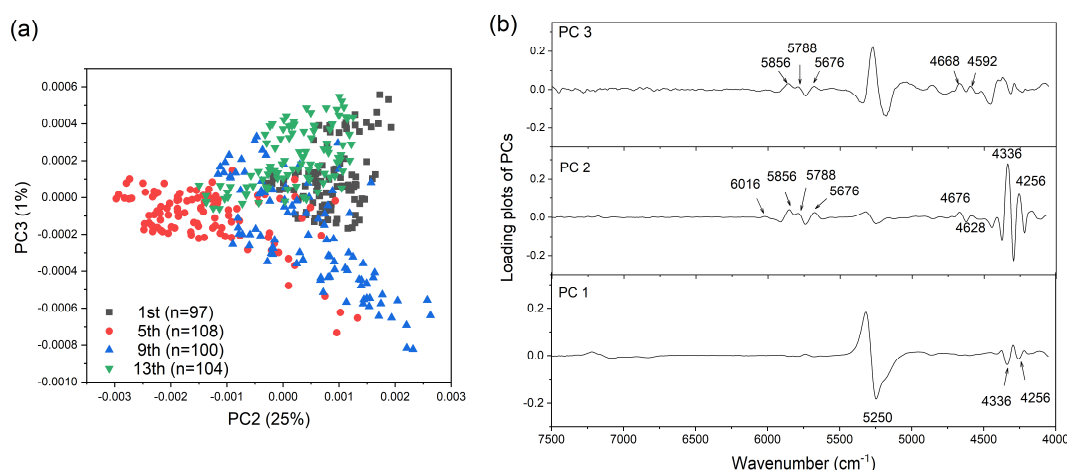 (a)
0.0006
0.0004
0.0002
0.0000
-0.0002
-0.0004
-0.0006
-0.0008
-0.0010
PC3 (1%)
1st (n=97)
5th (n=108)
9th (n=100)
13th (n=104)
-0.003 -0.002 -0.001 0.000 0.001 0.002 0.003
PC2 (25%)
(b)
Loading plots of PCs
PC 3
0.2
0.0
-0.2
5856 5788 5676 4668 4592
PC 2
0.2
0.0
-0.2
6016 5856 5788 5676 4676 4628 4336 4256
PC 1
0.2
0.0
-0.2
5250 4336 4256
7500 7000 6500 6000 5500 5000 4500 4000
Wavenumber (cm⁻¹)